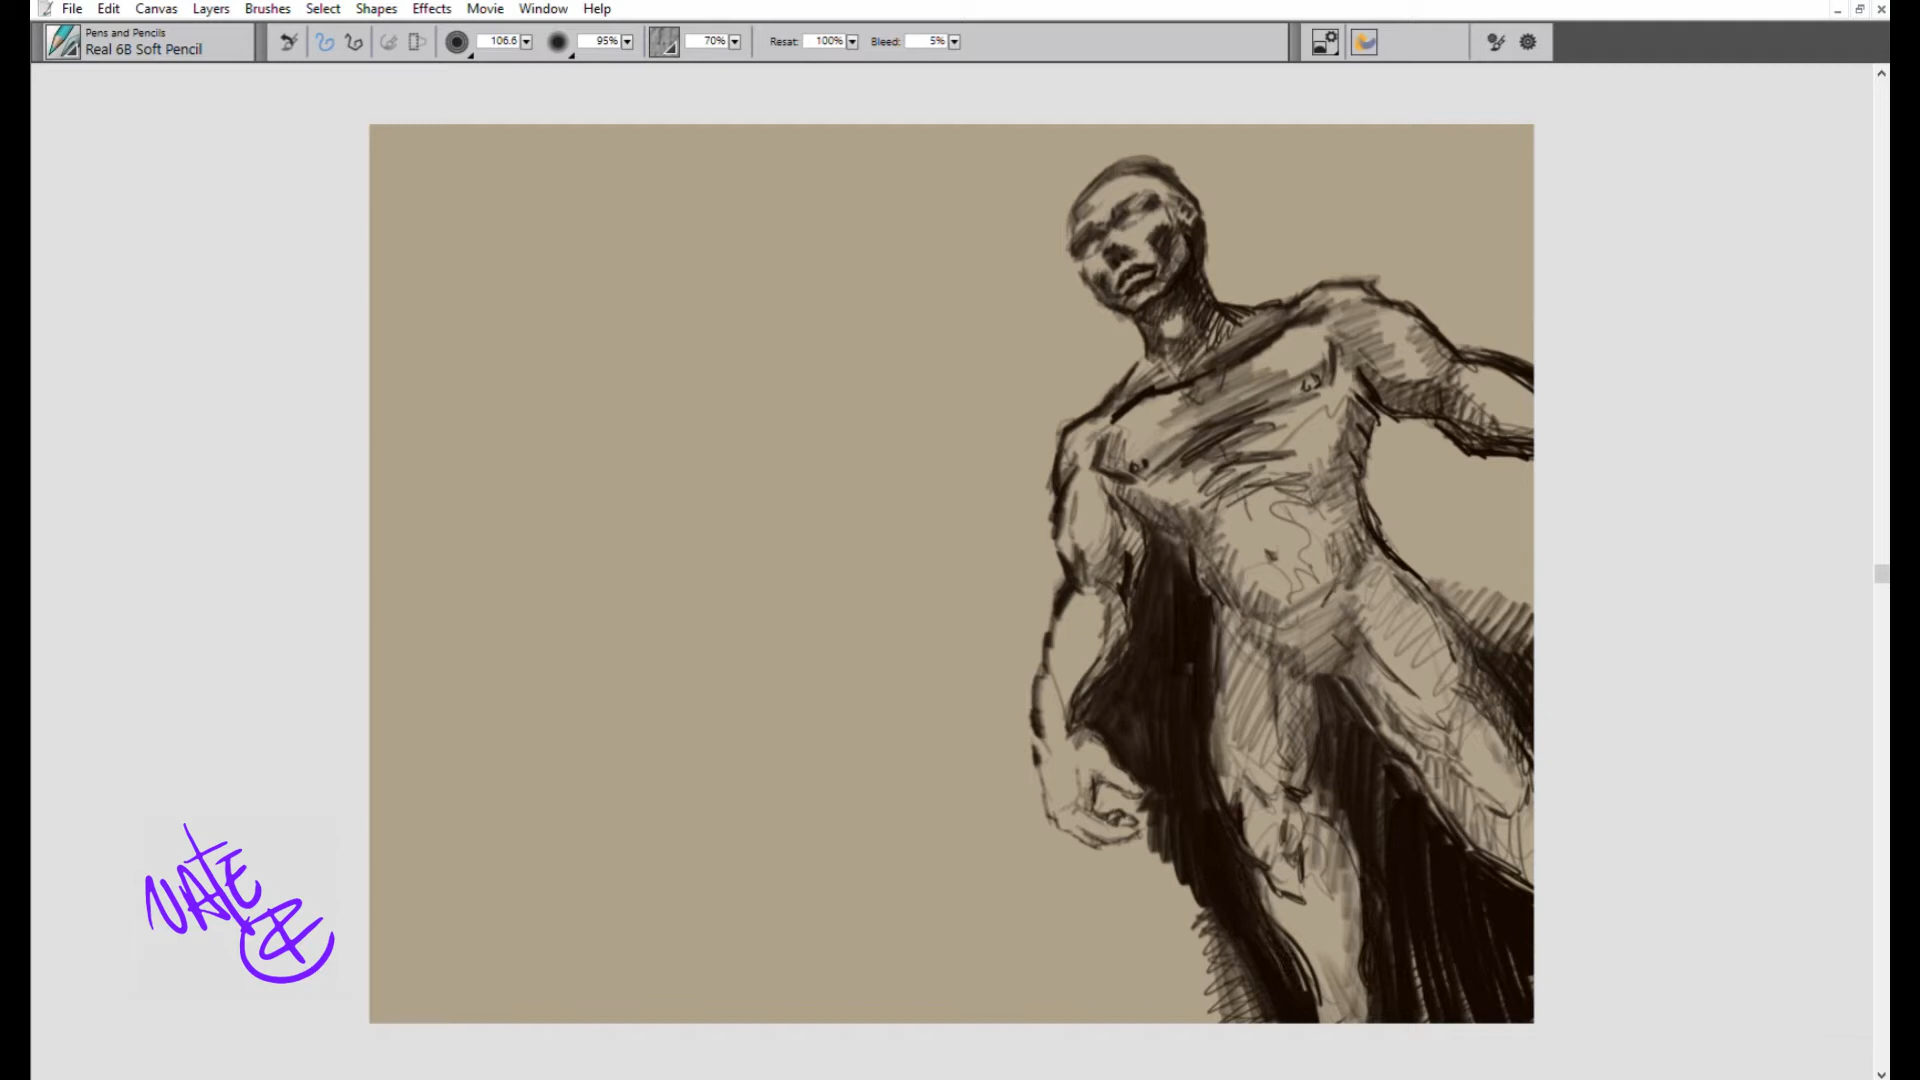 File Edit Canvas Layers Brushes Select Shapes Effects Movie Window Help
Pens and Pencils
Real 6B Soft Pencil
106.6 95% 70% Resat: 100% Bleed: 5%
NATE